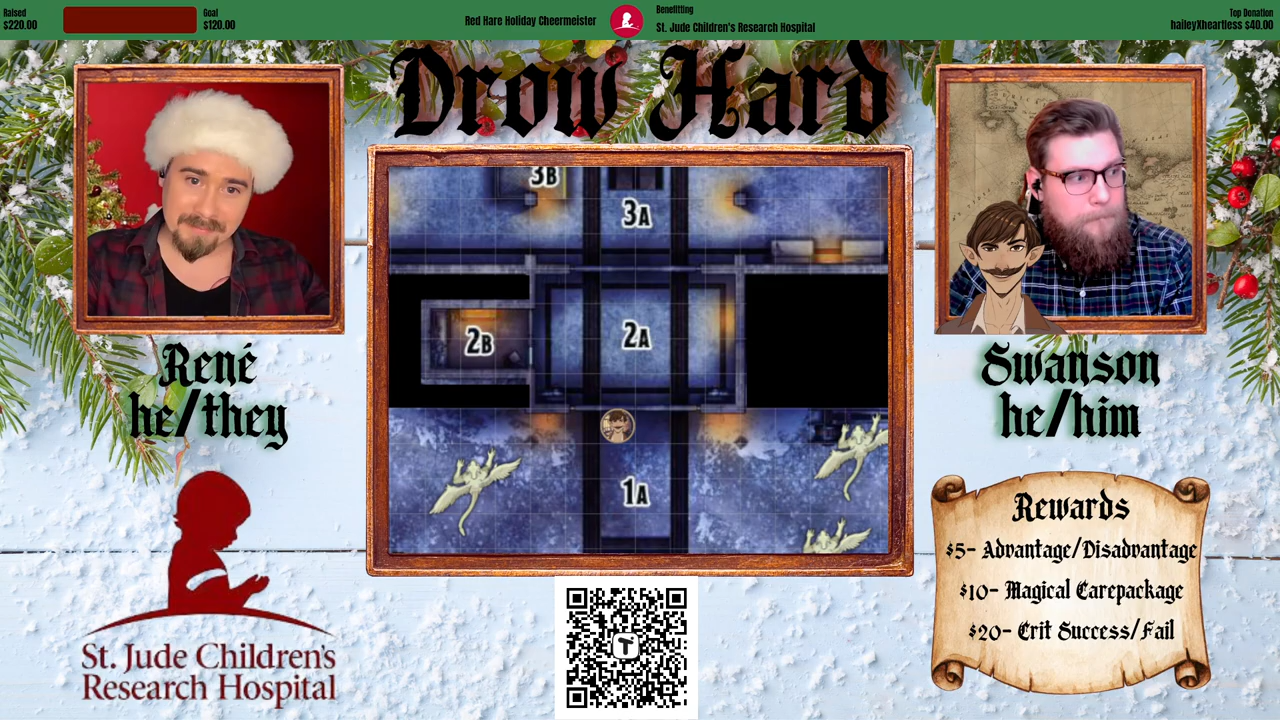 Raised
$220.00
Goal
$120.00
Red Hare Holiday Cheermeister
Benefitting
St. Jude Children's Research Hospital
Top Donation
haileyXheartless $40.00
Drow Hard
3B
3A
2B
2A
1A
René
he/they
Swanson
he/him
St. Jude Children's
Research Hospital
Rewards
$5- Advantage/Disadvantage
$10- Magical Carepackage
$20- Crit Success/Fail